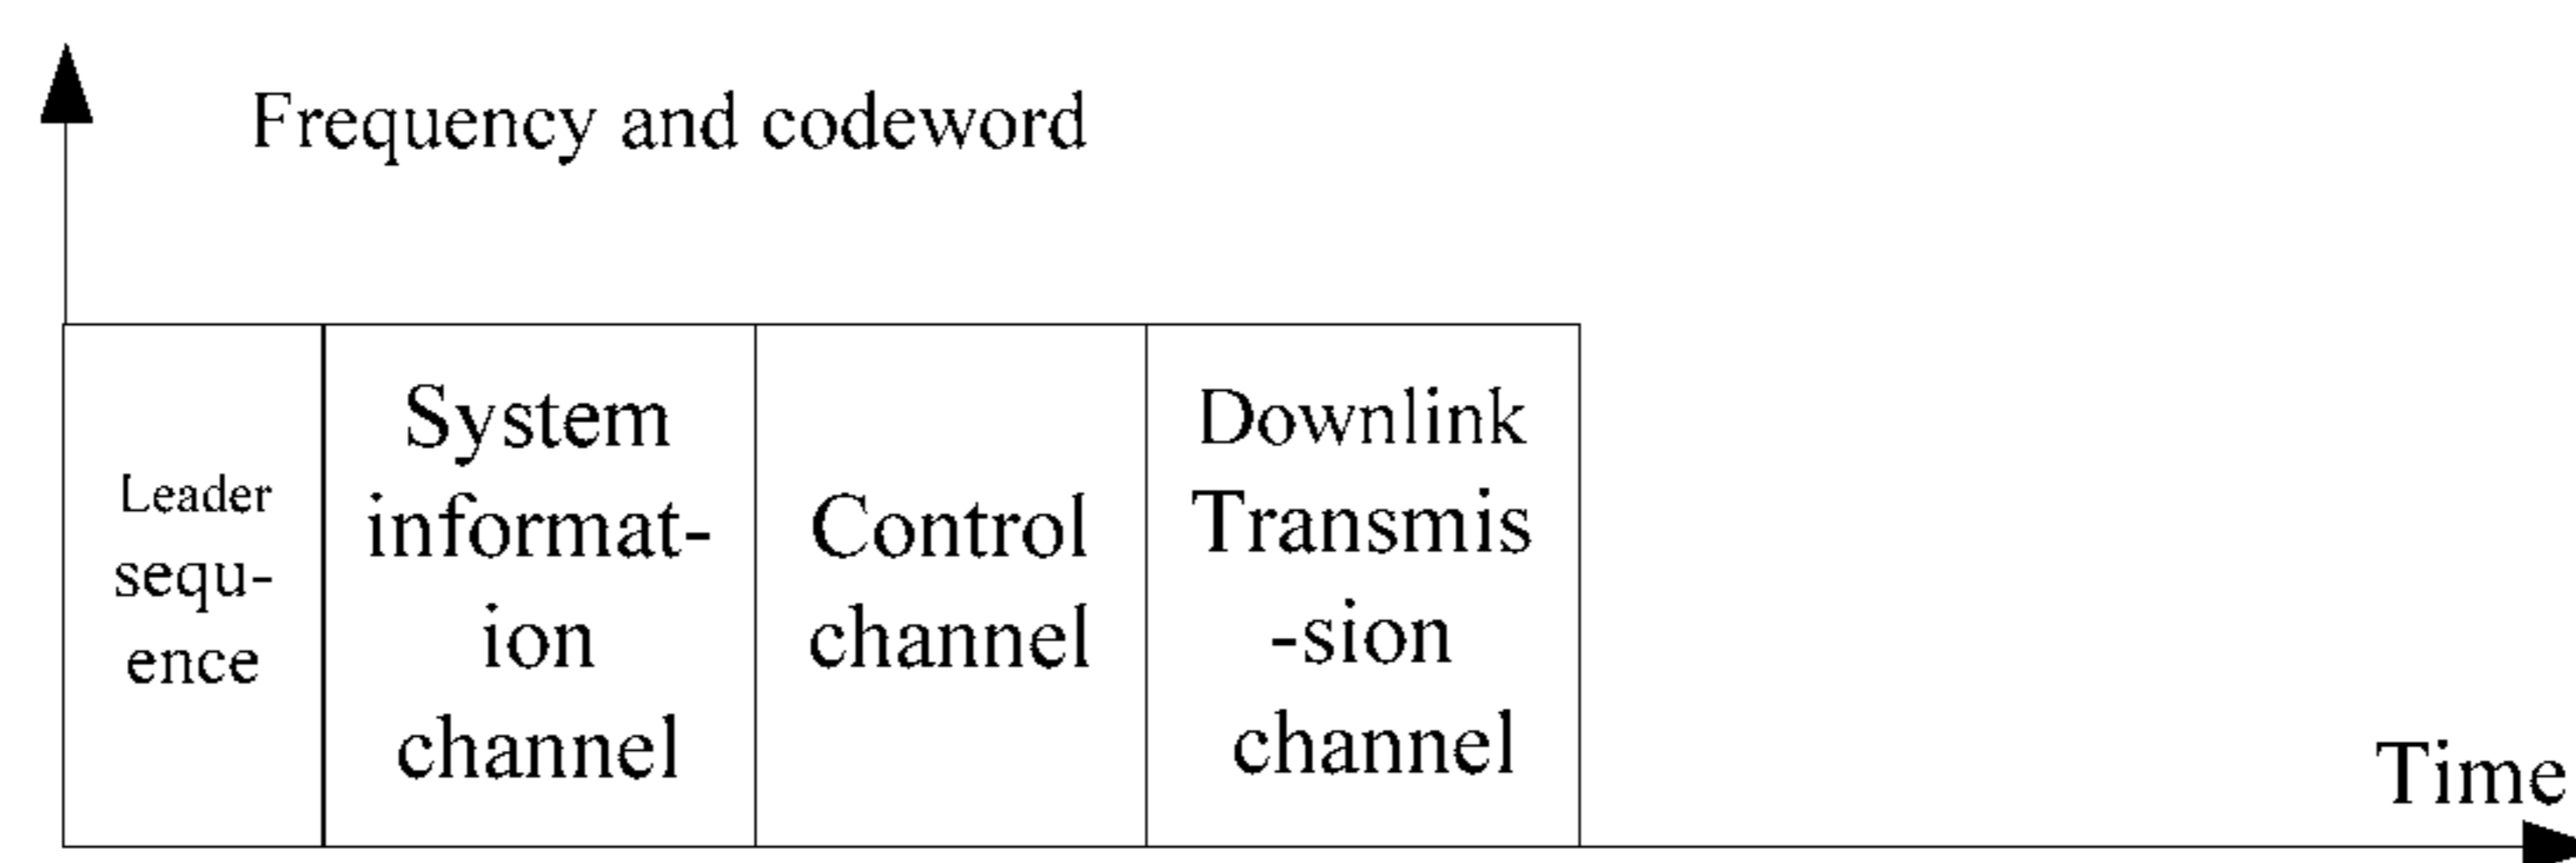 Frequency and codeword
Leader
sequ-
ence
System
informat-
ion
channel
Control
channel
Downlink
Transmis
-sion
channel
Time